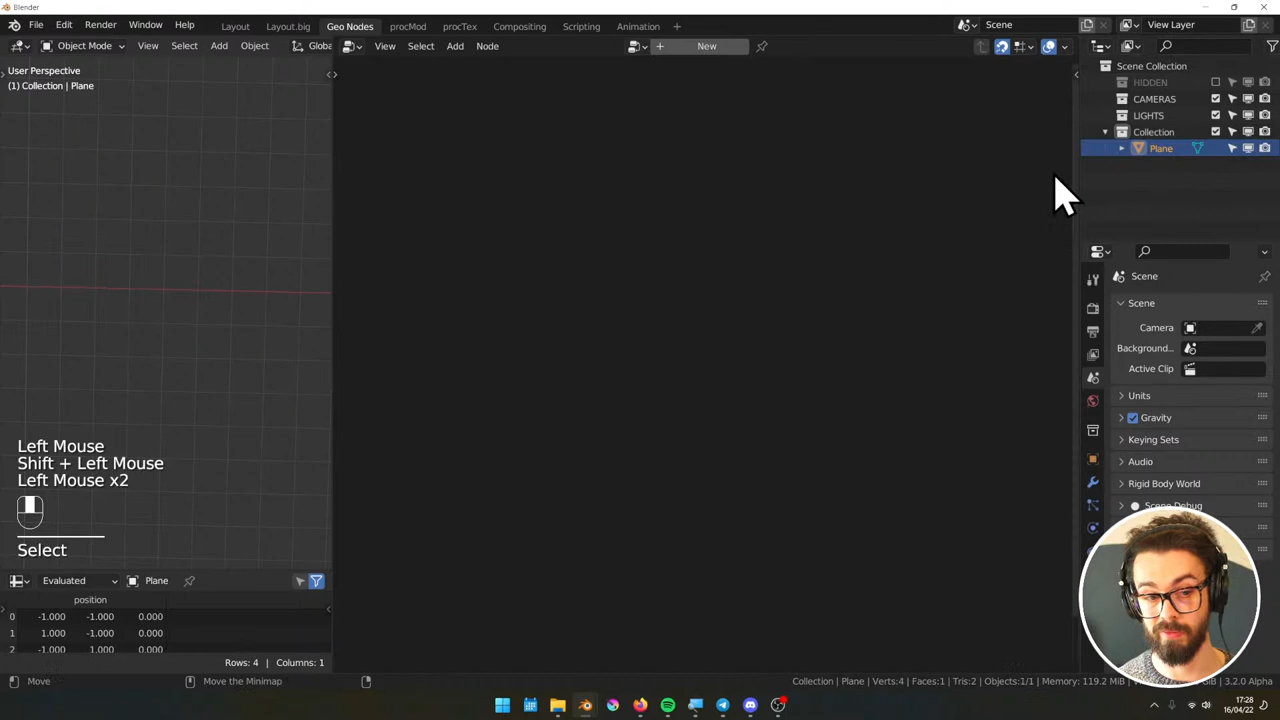 Blender
File Edit Render Window Help Layout Layout.big Geo Nodes procMod procTex Compositing Scripting Animation + Scene View Layer
Object Mode View Select Add Object Globa View Select Add Node + New
User Perspective
(1) Collection | Plane
Scene Collection
HIDDEN
CAMERAS
LIGHTS
Collection
Plane
Scene
Scene
Camera
Background...
Active Clip
Units
Gravity
Keying Sets
Audio
Rigid Body World
Scene Debug
Left Mouse
Shift + Left Mouse
Left Mouse x2
Select
Evaluated Plane
position
0 -1.000 -1.000 0.000
1 1.000 -1.000 0.000
2 -1.000 1.000 0.000
Rows: 4 | Columns: 1
Move Move the Minimap Collection | Plane | Verts:4 | Faces:1 | Tris:2 | Objects:1/1 | Memory: 119.2 MiB GiB | 3.2.0 Alpha
17:28
16/04/22